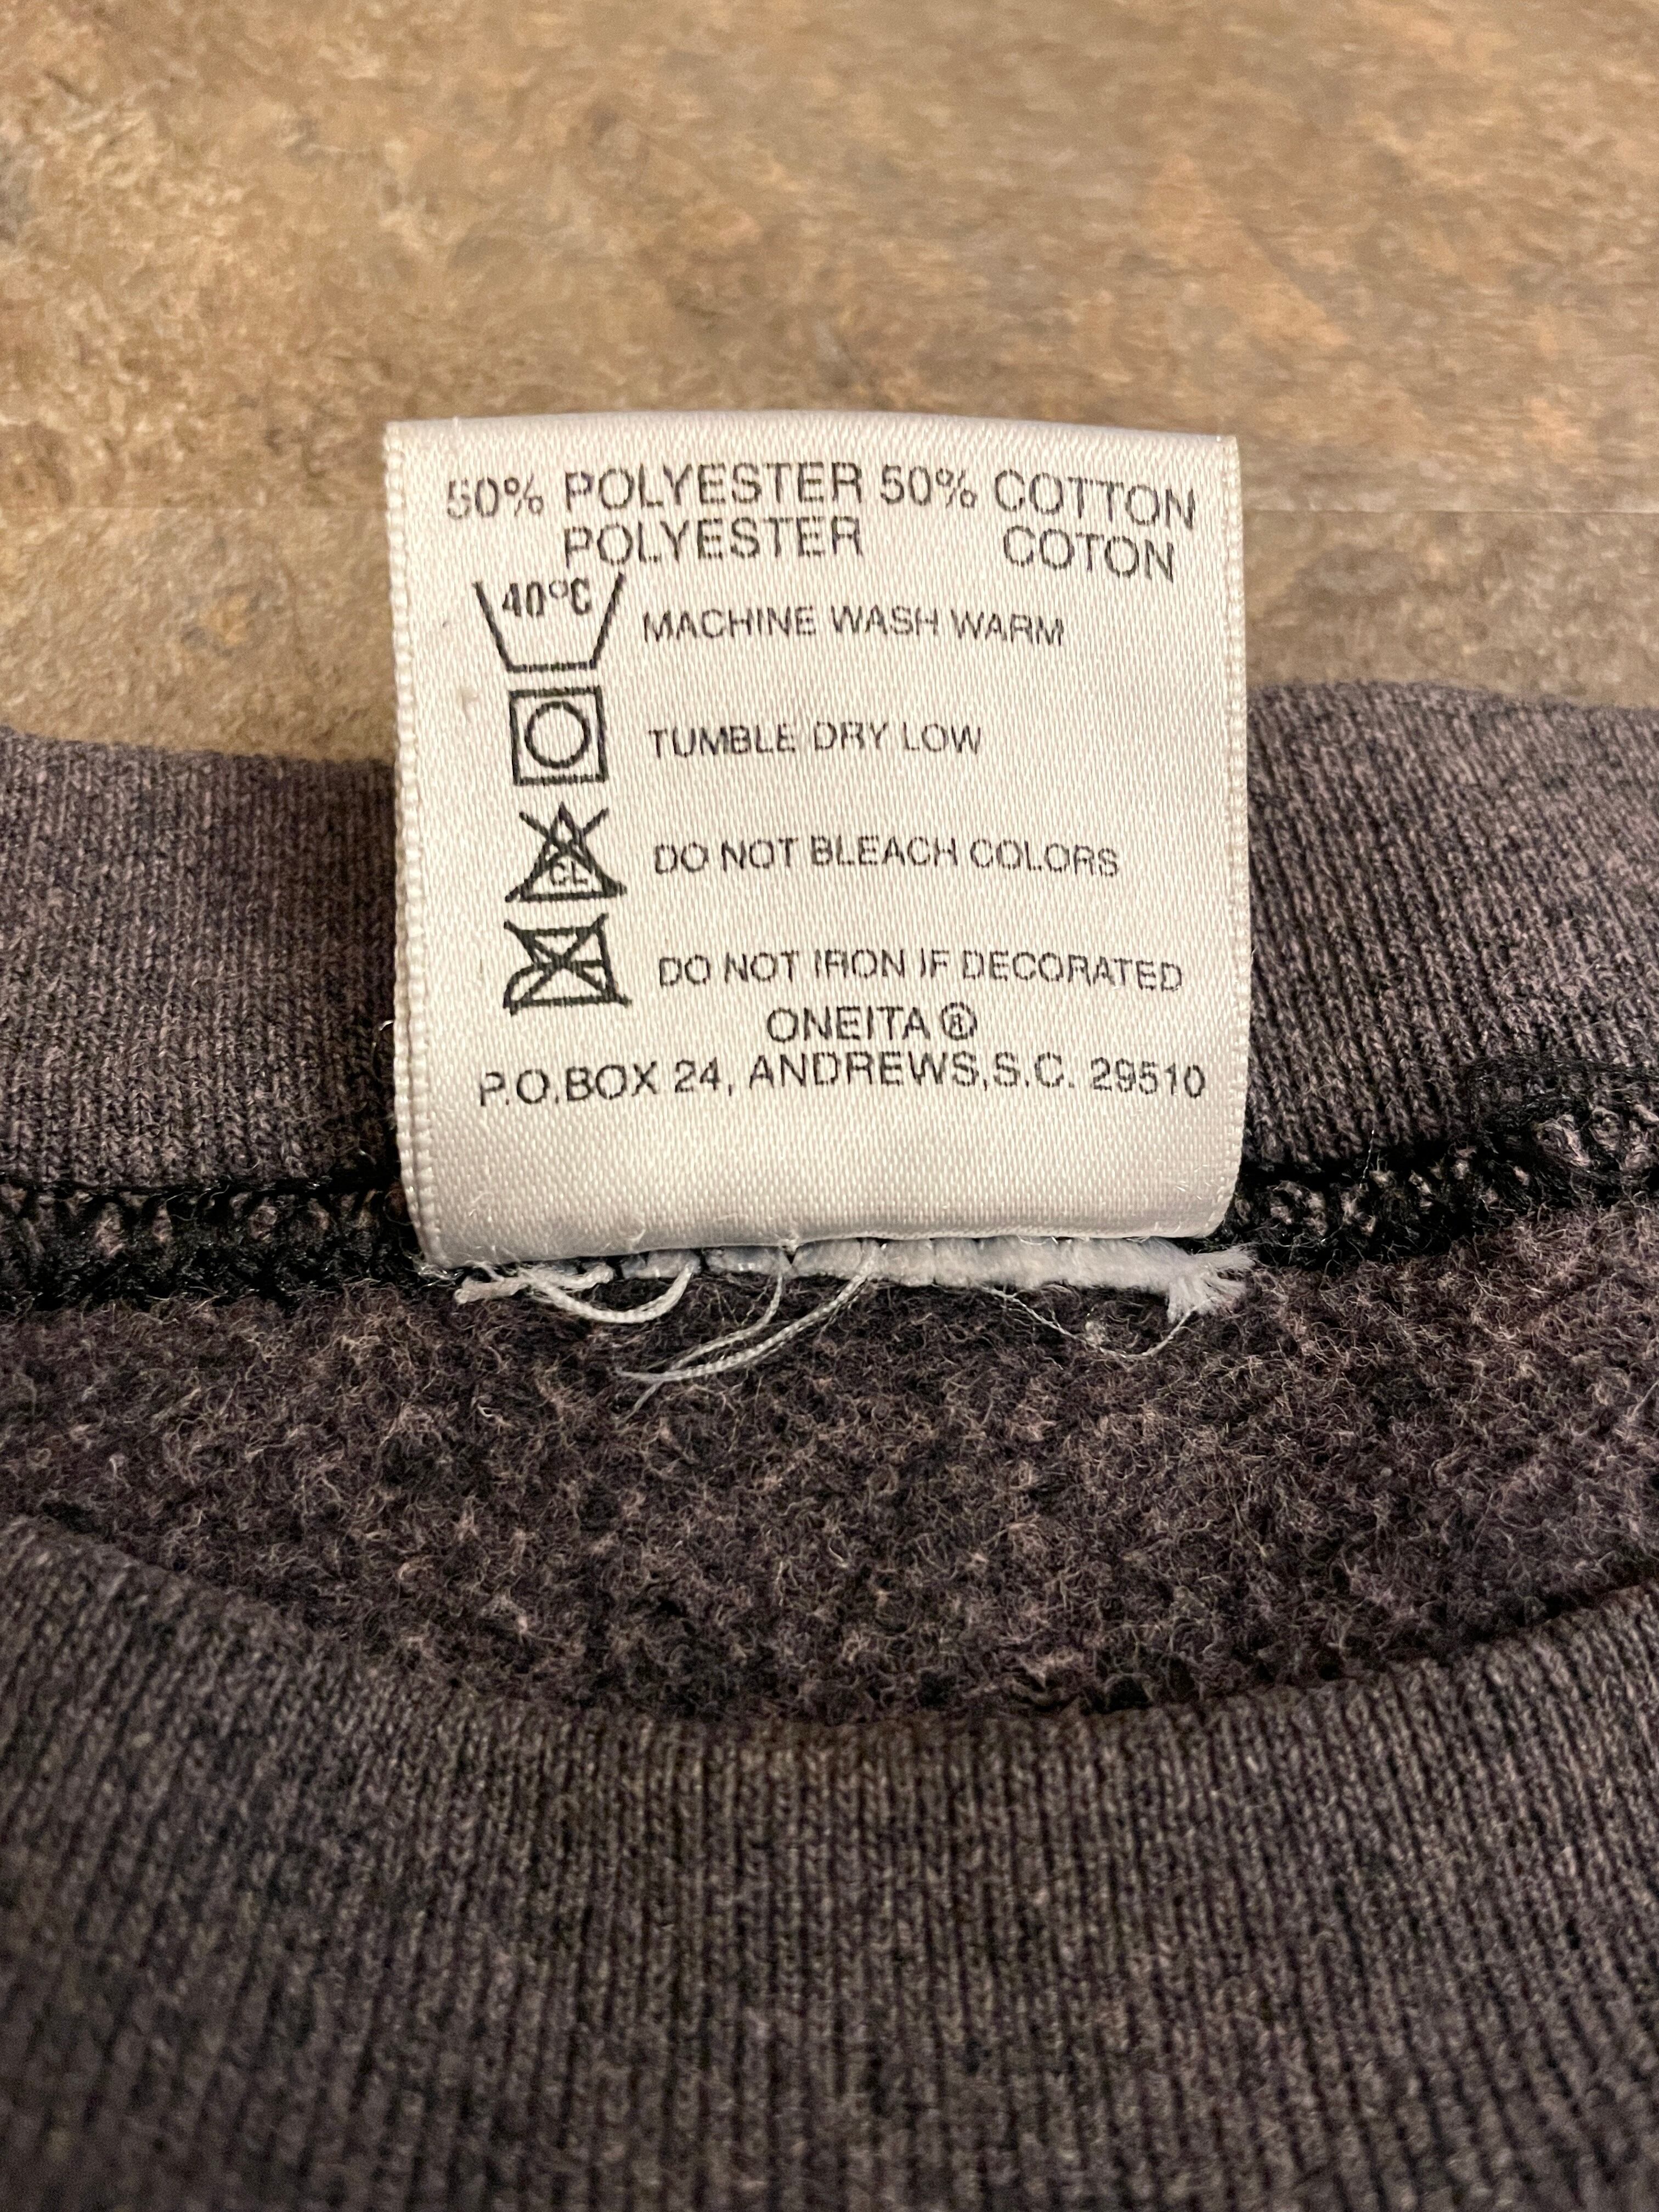 50% POLYESTER 50% COTTON
POLYESTER COTON
40°C MACHINE WASH WARM
TUMBLE DRY LOW
CL DO NOT BLEACH COLORS
DO NOT IRON IF DECORATED
ONEITA ®
P.O.BOX 24, ANDREWS,S.C. 29510